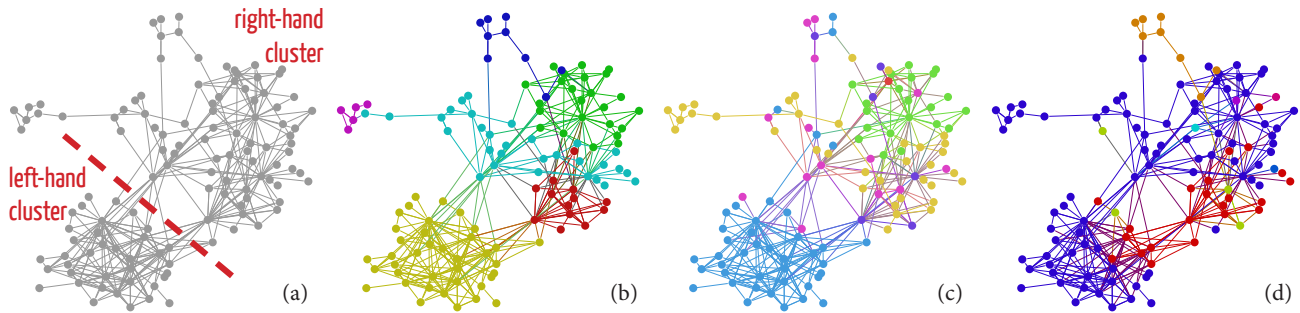 right-hand
cluster
left-hand
cluster
(a)
(b)
(c)
(d)